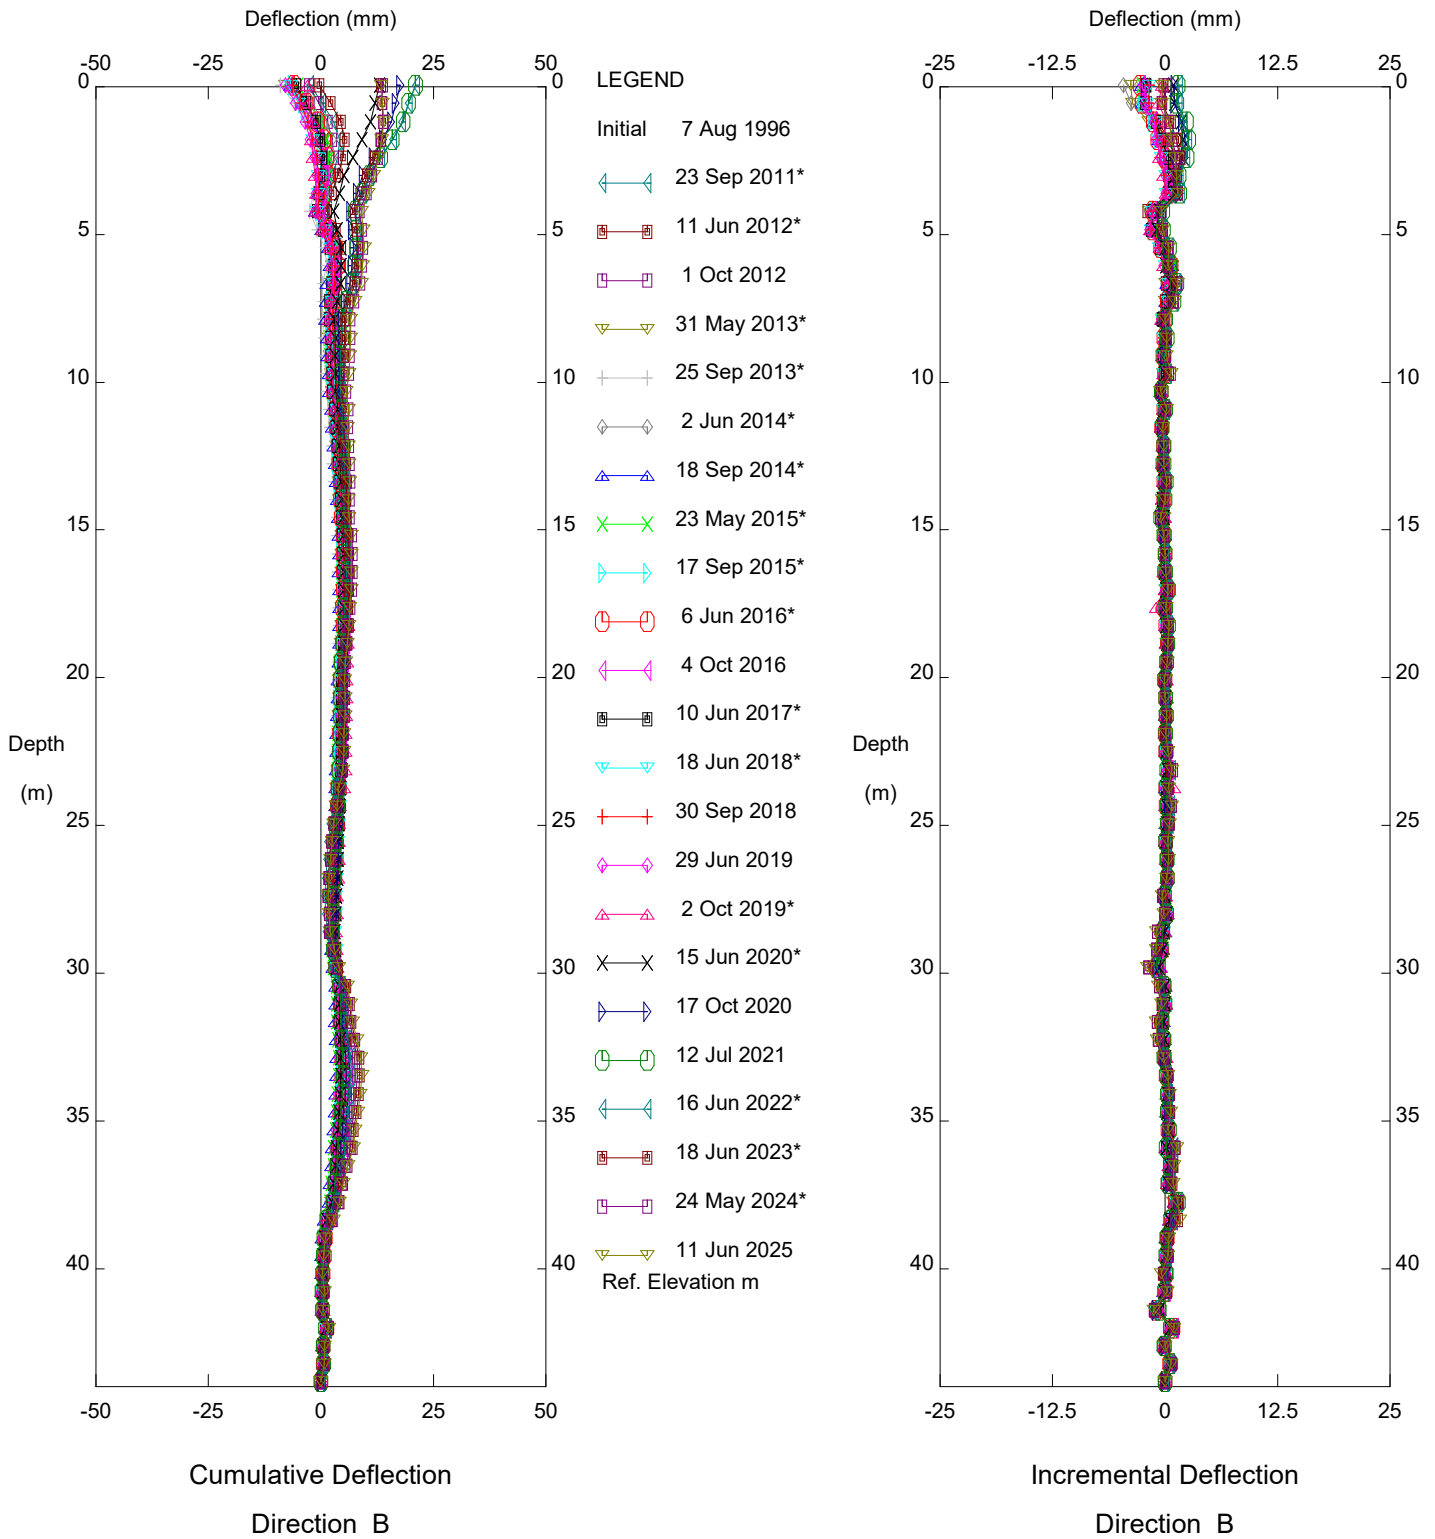 Deflection (mm)
-50 -25 0 25 50
0 0
5 5
10 10
15 15
20 20
Depth
(m)
25 25
30 30
35 35
40 40
-50 -25 0 25 50
Cumulative Deflection
Direction B
LEGEND
Initial 7 Aug 1996
23 Sep 2011*
11 Jun 2012*
1 Oct 2012
31 May 2013*
25 Sep 2013*
2 Jun 2014*
18 Sep 2014*
23 May 2015*
17 Sep 2015*
6 Jun 2016*
4 Oct 2016
10 Jun 2017*
18 Jun 2018*
30 Sep 2018
29 Jun 2019
2 Oct 2019*
15 Jun 2020*
17 Oct 2020
12 Jul 2021
16 Jun 2022*
18 Jun 2023*
24 May 2024*
11 Jun 2025
Ref. Elevation m
Deflection (mm)
-25 -12.5 0 12.5 25
0 0
5 5
10 10
15 15
20 20
Depth
(m)
25 25
30 30
35 35
40 40
-25 -12.5 0 12.5 25
Incremental Deflection
Direction B